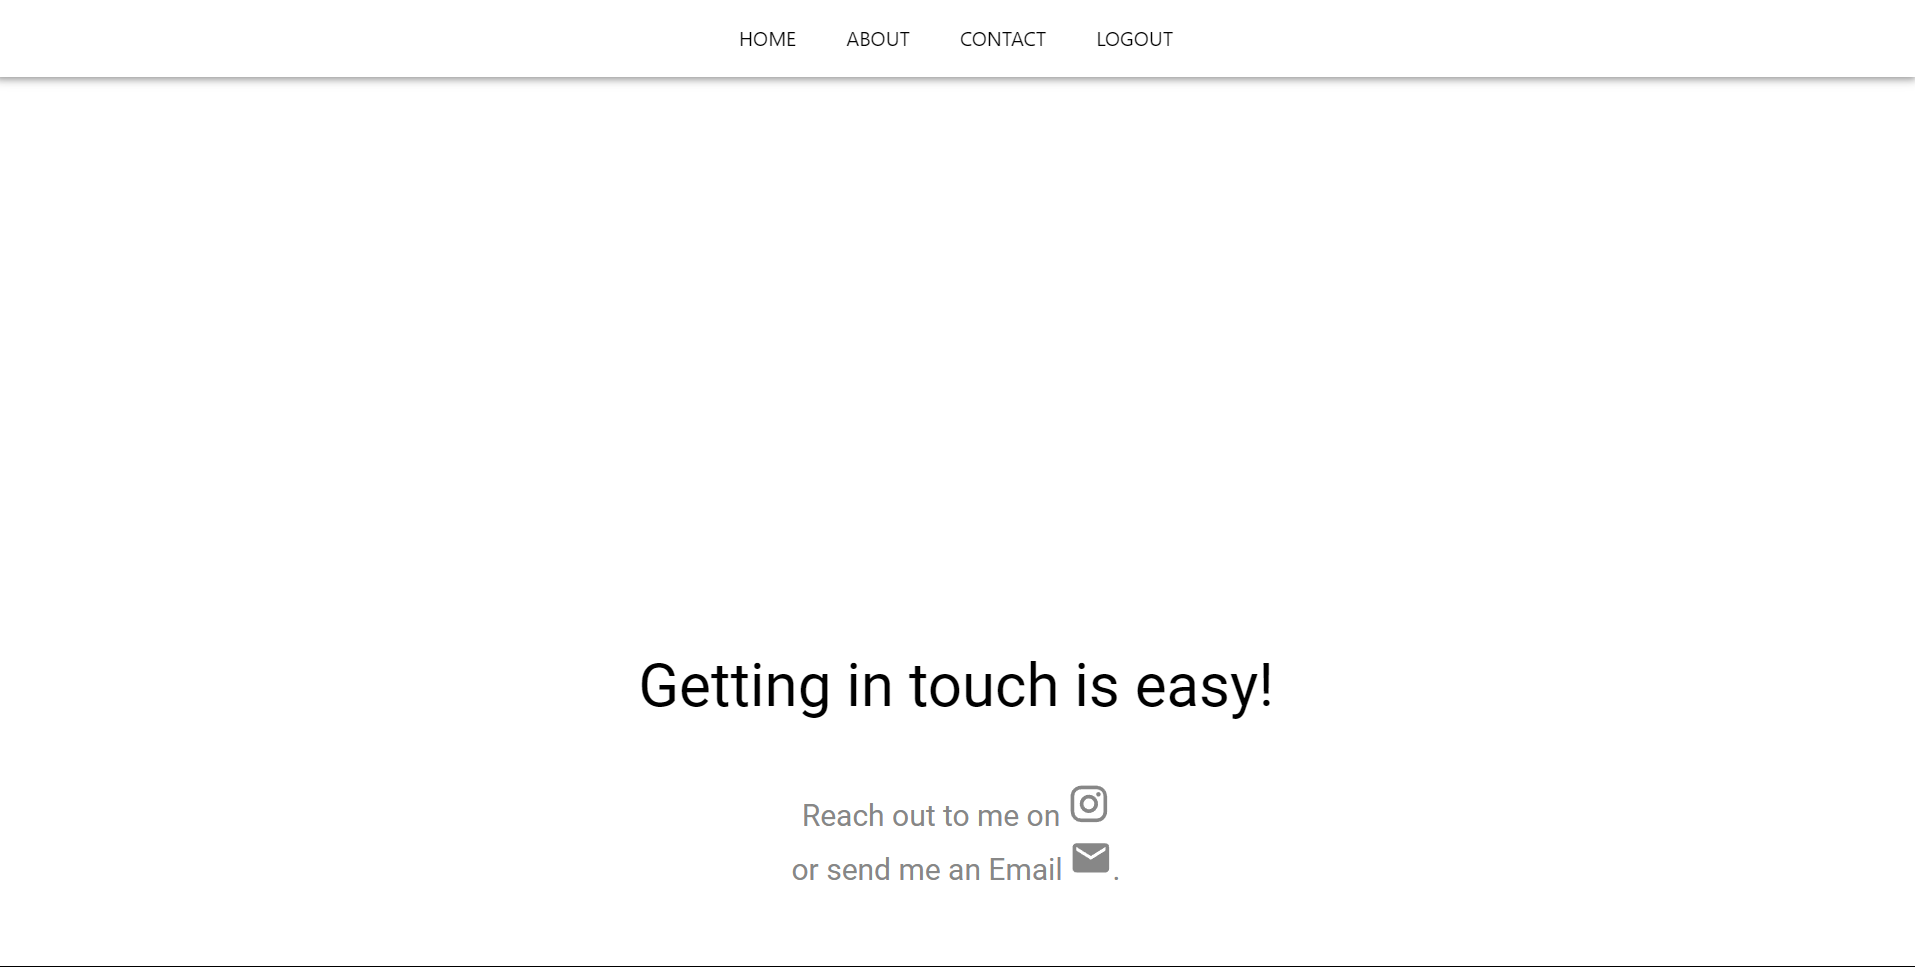 HOME ABOUT CONTACT LOGOUT
Getting in touch is easy!
Reach out to me on
or send me an Email .